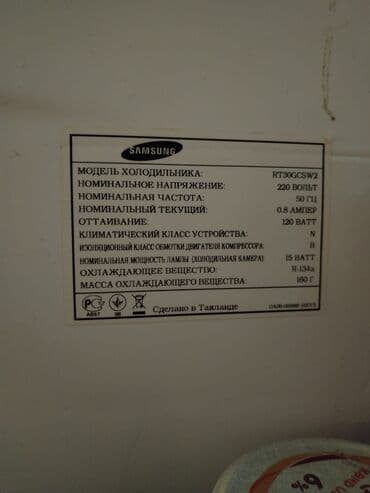 SAMSUNG
МОДЕЛЬ ХОЛОДИЛЬНИКА: RT30GCSW2
НОМИНАЛЬНОЕ НАПРЯЖЕНИЕ: 220 ВОЛЬТ
НОМИНАЛЬНАЯ ЧАСТОТА: 50 ГЦ
НОМИНАЛЬНЫЙ ТЕКУЩИЙ: 0.8 АМПЕР
ОТТАИВАНИЕ: 120 ВАТТ
КЛИМАТИЧЕСКИЙ КЛАСС УСТРОЙСТВА: N
ИЗОЛЯЦИОННЫЙ КЛАСС ОБМОТКИ ДВИГАТЕЛЯ КОМПРЕССОРА: B
НОМИНАЛЬНАЯ МОЩНОСТЬ ЛАМПЫ (ХОЛОДИЛЬНАЯ КАМЕРА) 15 ВАТТ
ОХЛАЖДАЮЩЕЕ ВЕЩЕСТВО: R-134a
МАССА ОХЛАЖДАЮЩЕГО ВЕЩЕСТВА: 160 Г
Сделано в Таиланде
6%